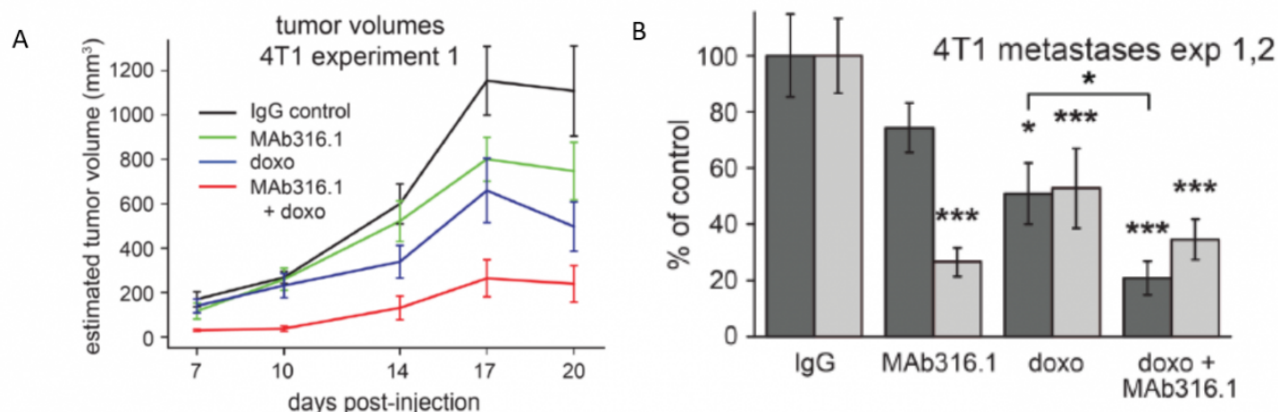 A
tumor volumes
4T1 experiment 1
estimated tumor volume (mm³)
1200
1000
800
600
400
200
0
IgG control
MAb316.1
doxo
MAb316.1
+ doxo
7 10 14 17 20
days post-injection
B
4T1 metastases exp 1,2
% of control
100
80
60
40
20
0
*
* ***
***
*** ***
IgG MAb316.1 doxo doxo +
MAb316.1